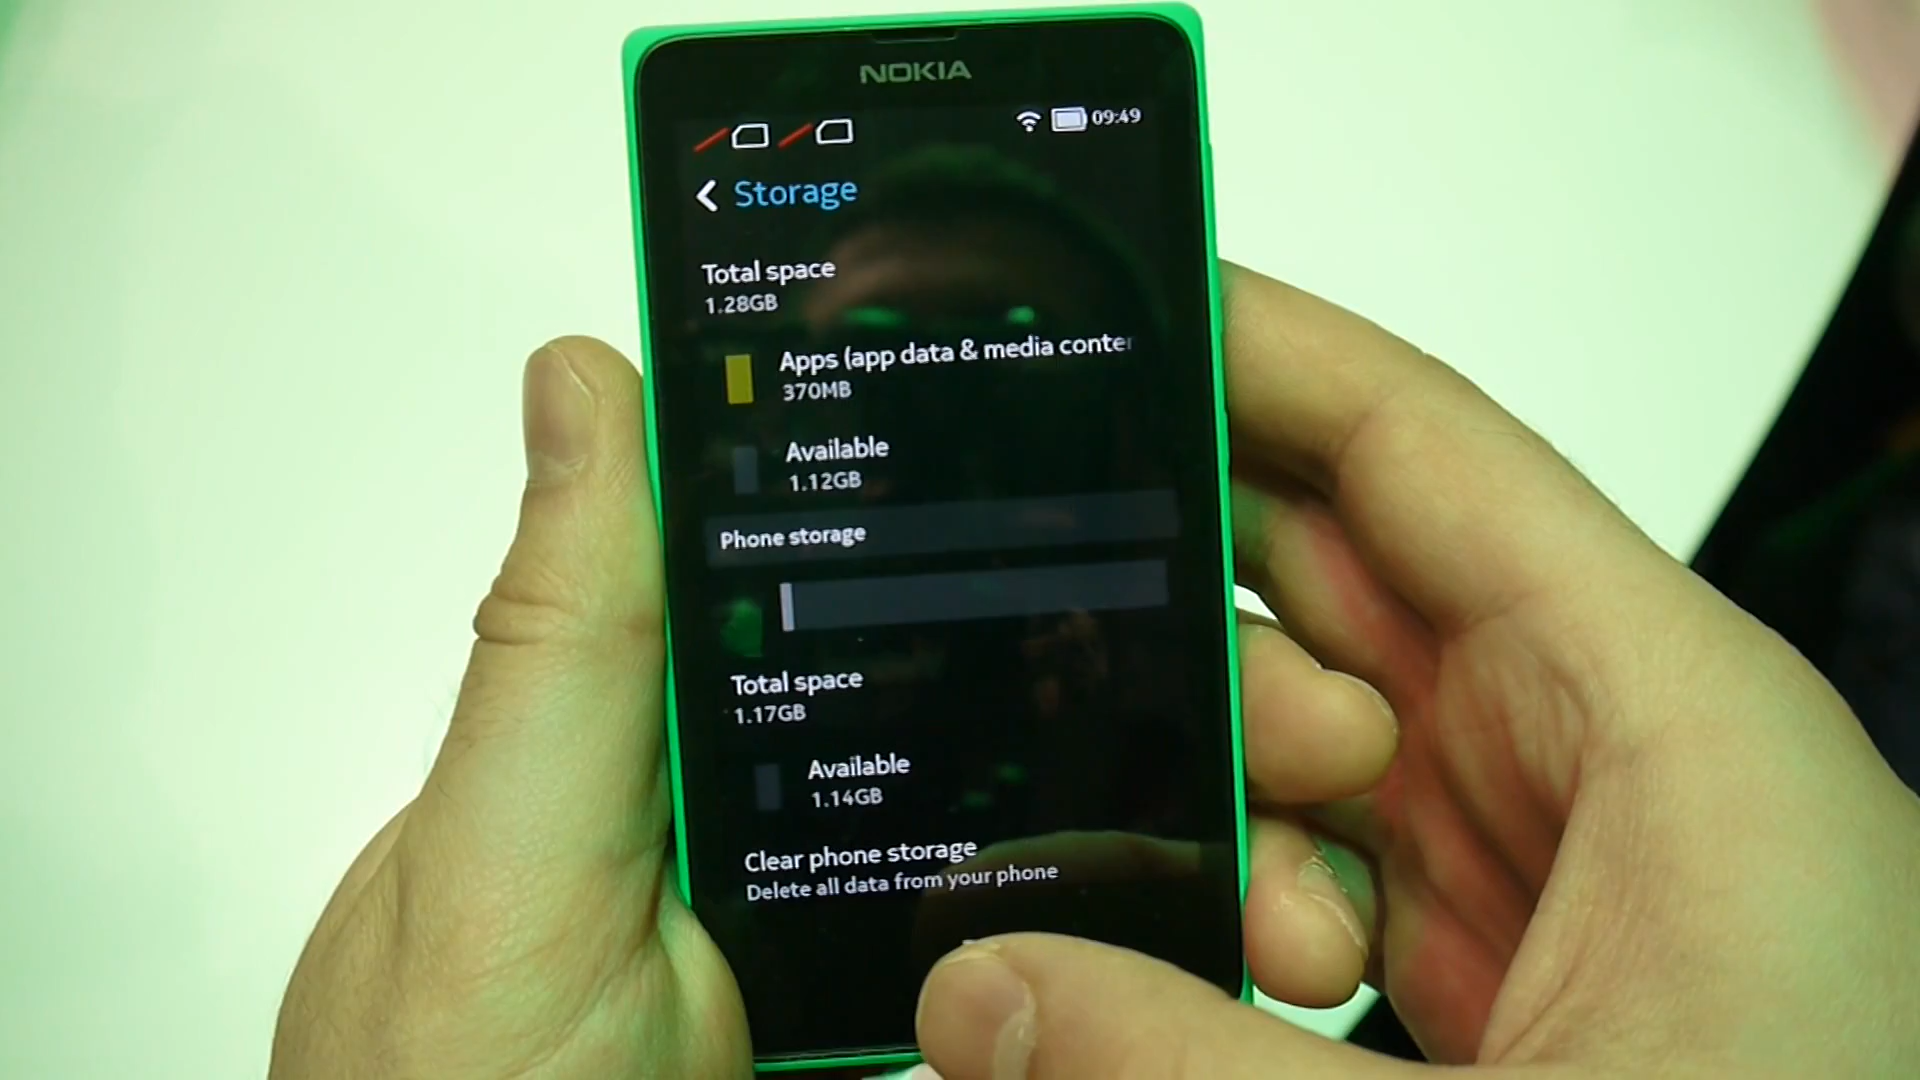 NOKIA
09:49
Storage
Total space
1.28GB
Apps (app data & media conter
370MB
Available
1.12GB
Phone storage
Total space
1.17GB
Available
1.14GB
Clear phone storage
Delete all data from your phone